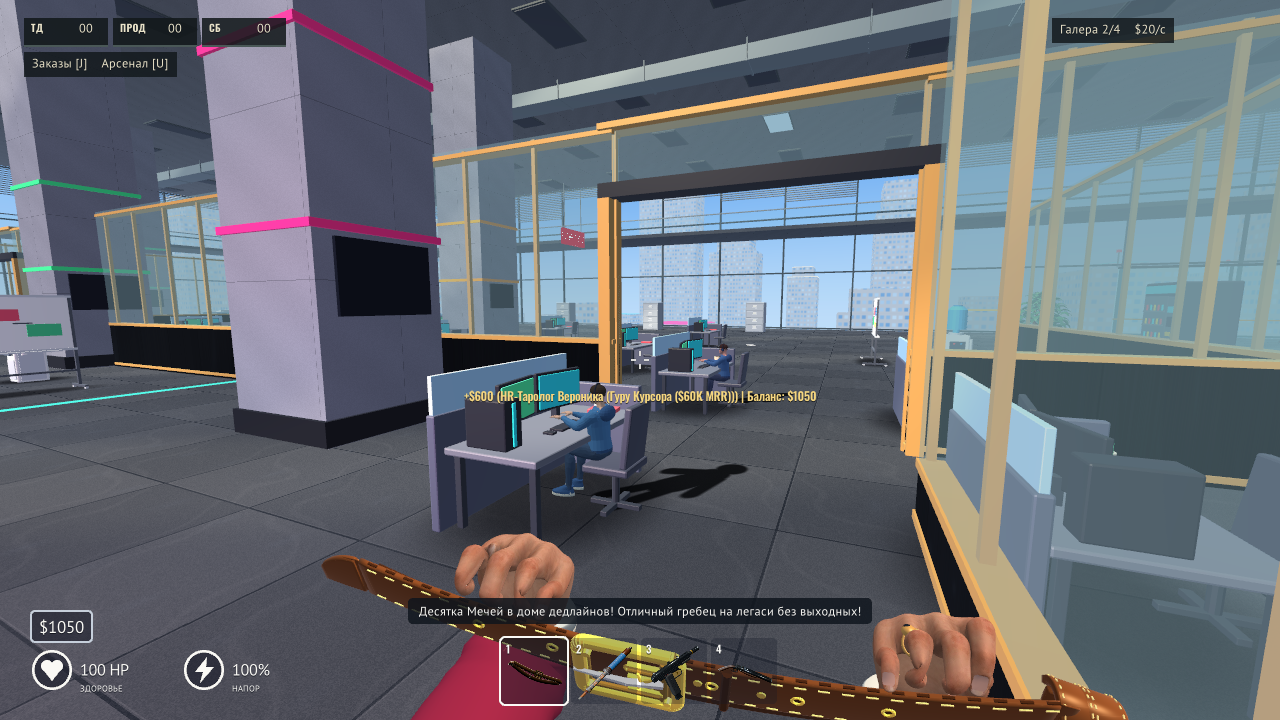 ТД 00 ПРОД 00 СБ 00
Заказы [J] Арсенал [U]
Галера 2/4 $20/с
+$600 (HR-Таролог Вероника (Гуру Курсора ($60K MRR))) | Баланс: $1050
Десятка Мечей в доме дедлайнов! Отличный гребец на легаси без выходных!
$1050
100 HP
ЗДОРОВЬЕ
100%
НАПОР
1 2 3 4